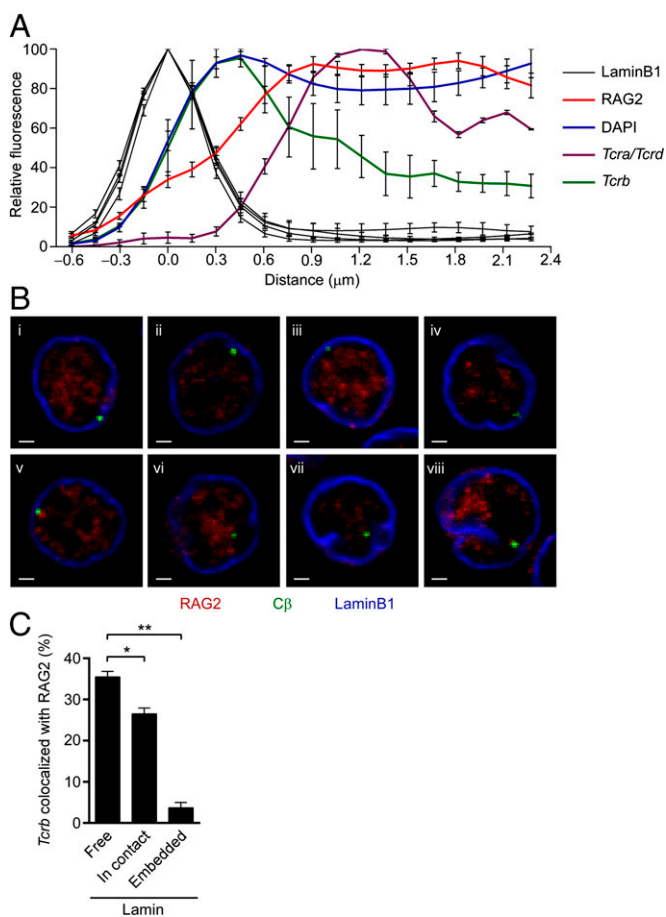 A
Relative fluorescence
100
80
60
40
20
0
−0.6 −0.3 0.0 0.3 0.6 0.9 1.2 1.5 1.8 2.1 2.4
Distance (μm)
LaminB1
RAG2
DAPI
Tcra/Tcrd
Tcrb
B
i ii iii iv
v vi vii viii
RAG2 Cβ LaminB1
C
Tcrb colocalized with RAG2 (%)
40
30
20
10
0
**
*
Free In contact Embedded
Lamin